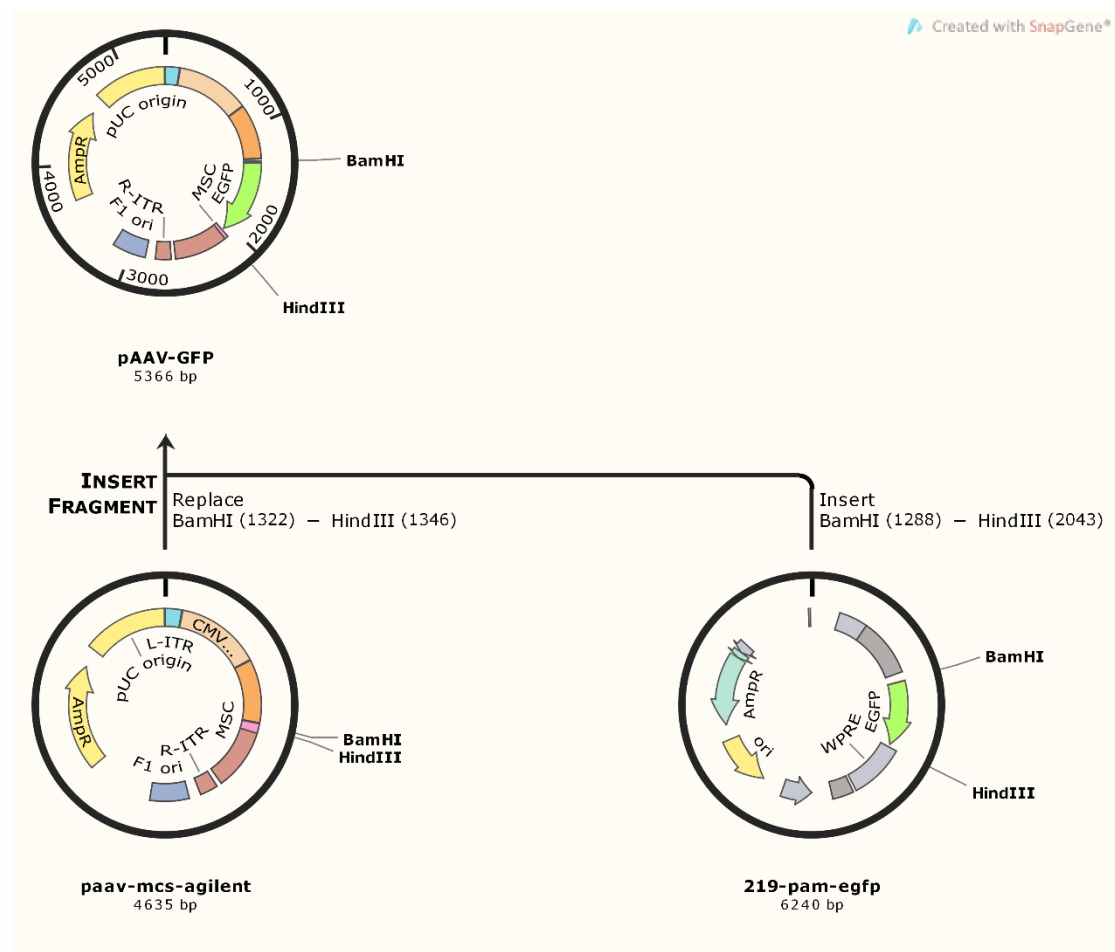 Created with SnapGene®
5000
1000
pUC origin
BamHI
AmpR
MSC
EGFP
R-ITR
F1 ori
4000
2000
3000
HindIII
pAAV-GFP
5366 bp
INSERT
FRAGMENT
Replace
BamHI (1322) – HindIII (1346)
Insert
BamHI (1288) – HindIII (2043)
CMV...
L-ITR
pUC origin
AmpR
MSC
R-ITR
F1 ori
BamHI
HindIII
paav-mcs-agilent
4635 bp
BamHI
AmpR
EGFP
WPRE
ori
HindIII
219-pam-egfp
6240 bp